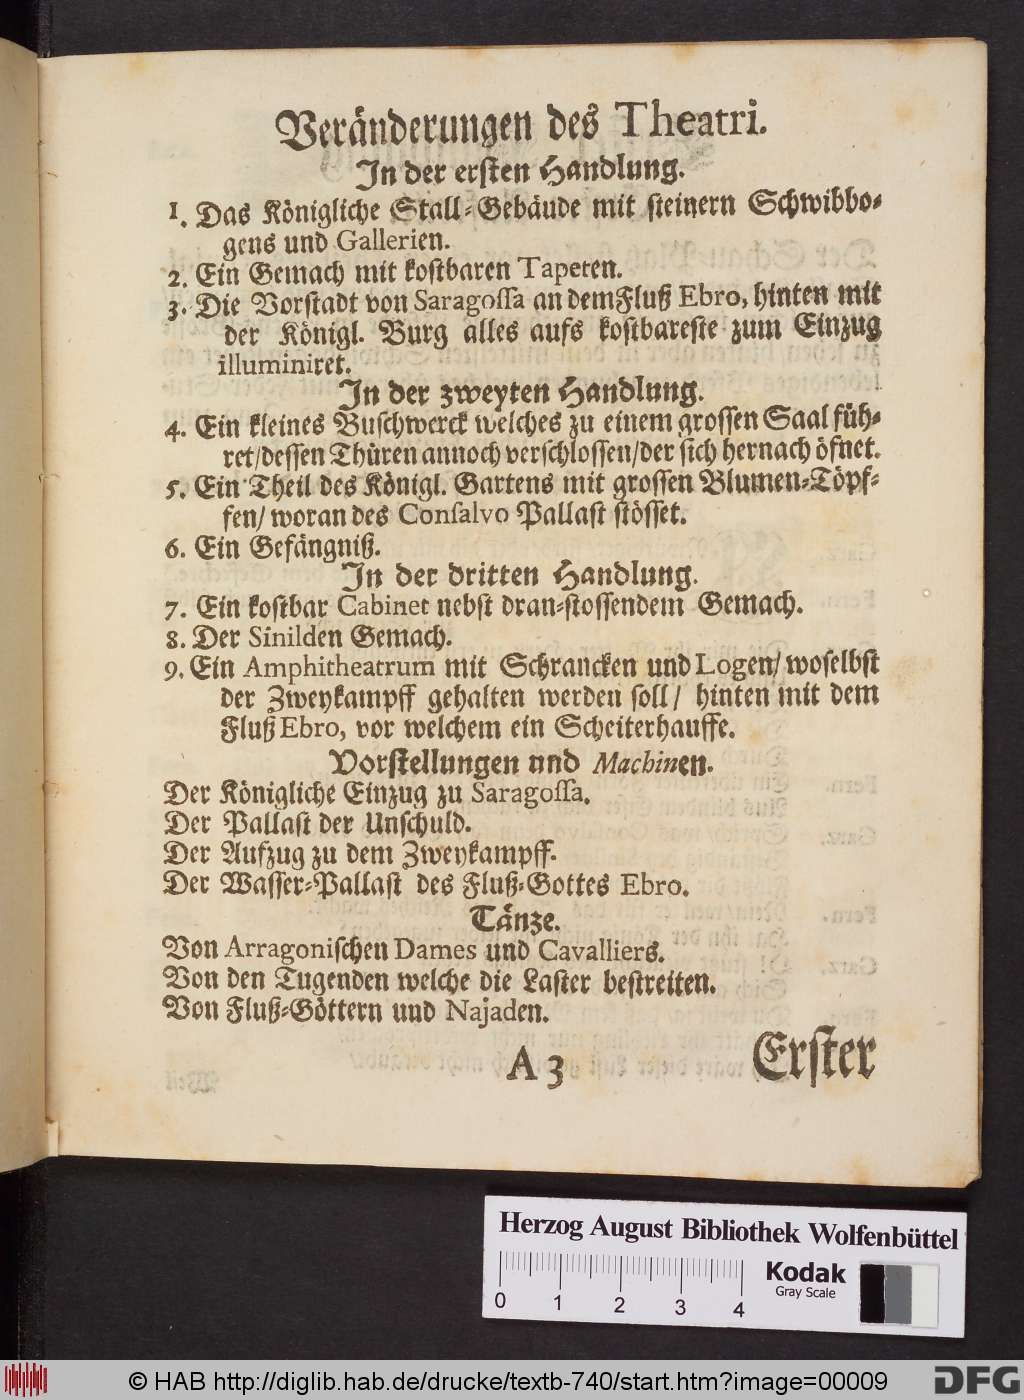 Veränderungen des Theatri.
In der ersten Handlung.
1. Das Königliche Stall-Gebäude mit steinern Schwibbo-
gens und Gallerien.
2. Ein Gemach mit kostbaren Tapeten.
3. Die Vorstadt von Saragossa an dem Fluß Ebro, hinten mit
der Königl. Burg alles aufs kostbareste zum Einzug
illuminiret.
In der zweyten Handlung.
4. Ein kleines Buschwerck welches zu einem grossen Saal füh-
ret/dessen Thüren annoch verschlossen/der sich hernach öfnet.
5. Ein Theil des Königl. Gartens mit grossen Blumen-Töpf-
fen/ woran des Consalvo Pallast stösset.
6. Ein Gefängniß.
In der dritten Handlung.
7. Ein kostbar Cabinet nebst dran-stossendem Gemach.
8. Der Sinilden Gemach.
9. Ein Amphitheatrum mit Schrancken und Logen/ woselbst
der Zweykampff gehalten werden soll/ hinten mit dem
Fluß Ebro, vor welchem ein Scheiterhauffe.
Vorstellungen und Machinen.
Der Königliche Einzug zu Saragossa.
Der Pallast der Unschuld.
Der Aufzug zu dem Zweykampff.
Der Wasser-Pallast des Fluß-Gottes Ebro.
Tänze.
Von Arragonischen Dames und Cavalliers.
Von den Tugenden welche die Laster bestreiten.
Von Fluß-Göttern und Najaden.
A 3 Erster
Herzog August Bibliothek Wolfenbüttel
0 1 2 3 4
Kodak
Gray Scale
© HAB http://diglib.hab.de/drucke/textb-740/start.htm?image=00009
DFG